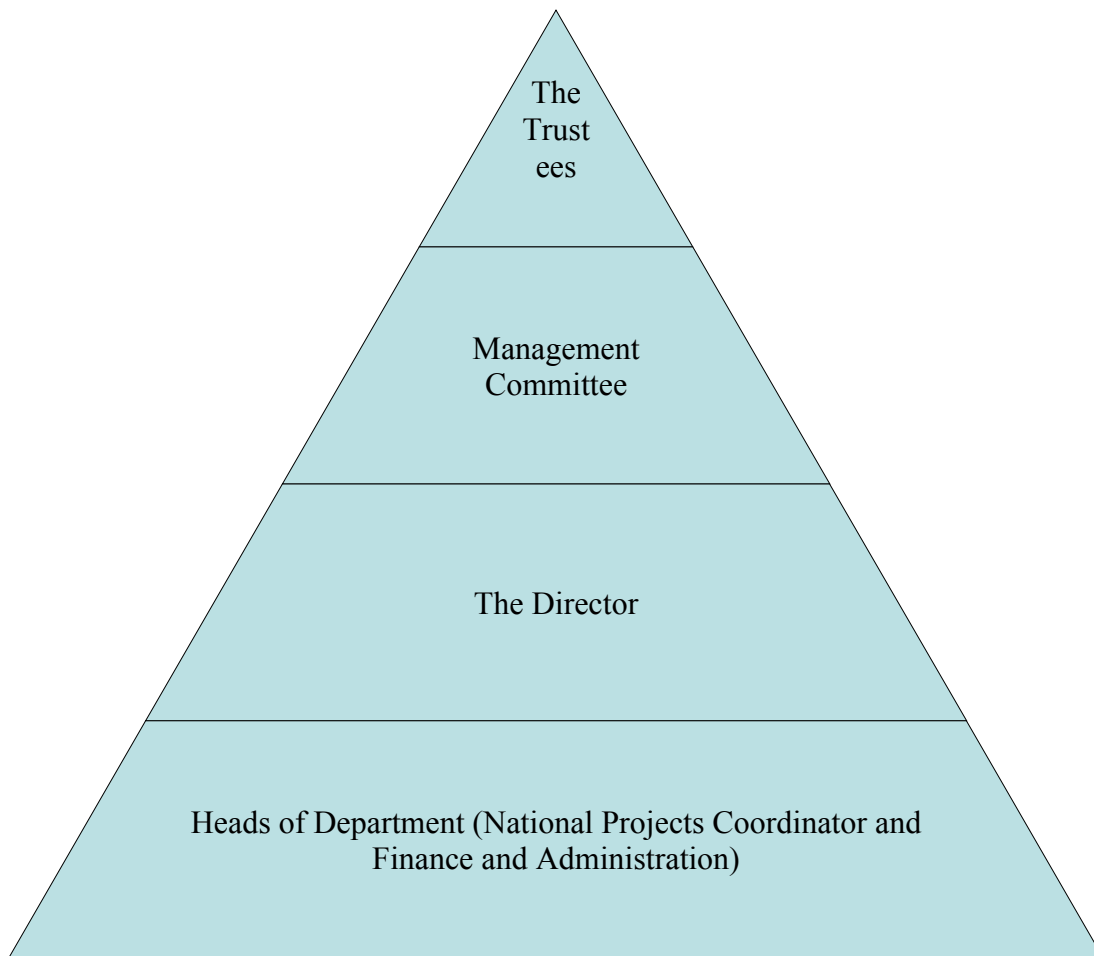 The
Trust
ees
Management
Committee
The Director
Heads of Department (National Projects Coordinator and
Finance and Administration)